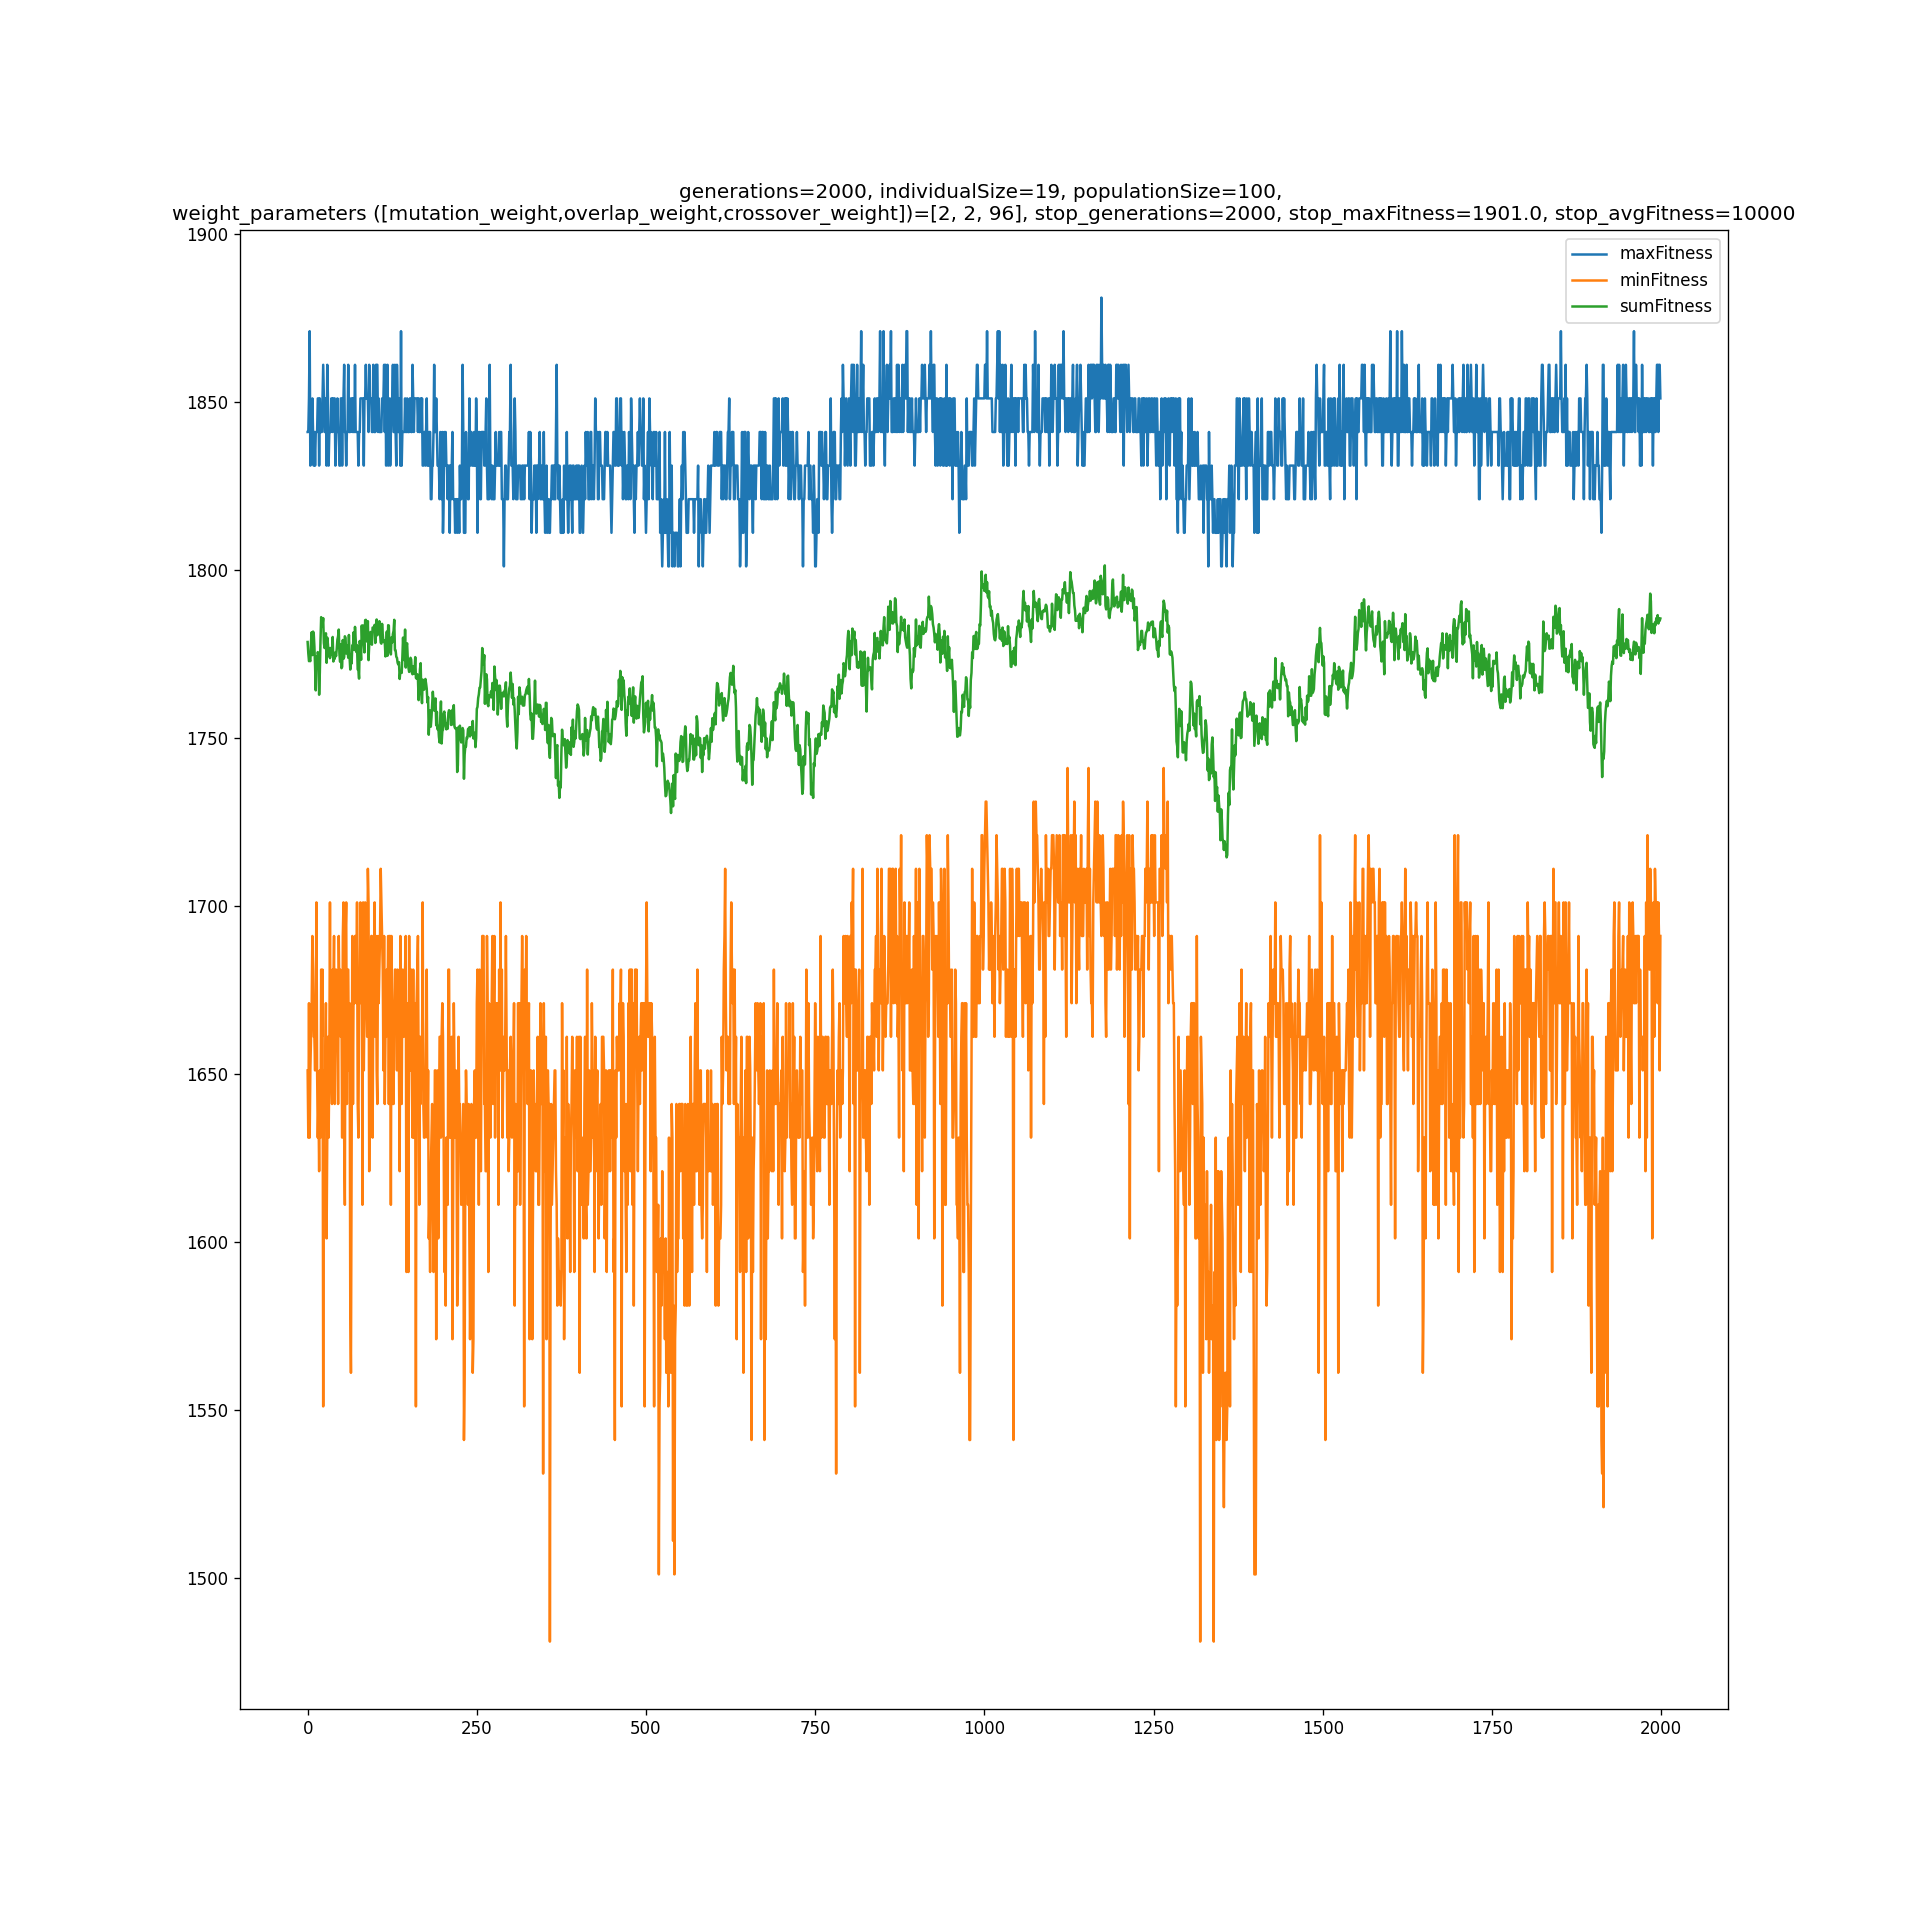 generations=2000, individualSize=19, populationSize=100,
weight_parameters ([mutation_weight,overlap_weight,crossover_weight])=[2, 2, 96], stop_generations=2000, stop_maxFitness=1901.0, stop_avgFitness=10000
maxFitness
minFitness
sumFitness
1900
1850
1800
1750
1700
1650
1600
1550
1500
0 250 500 750 1000 1250 1500 1750 2000